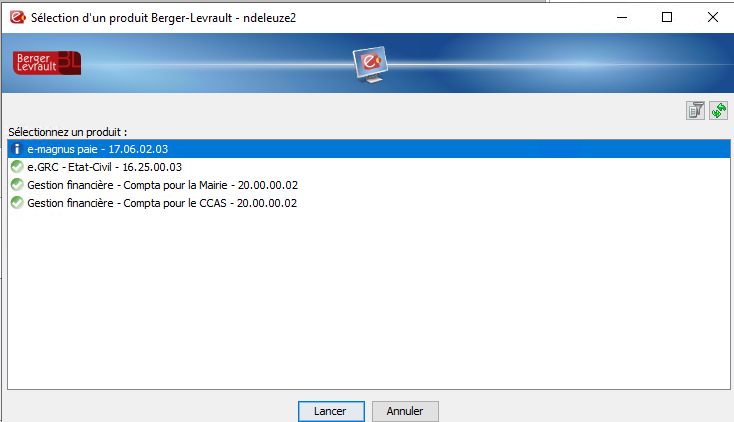 Sélection d'un produit Berger-Levrault - ndeleuze2
Berger
Levrault
BL
Sélectionnez un produit :
e-magnus paie - 17.06.02.03
e.GRC - Etat-Civil - 16.25.00.03
Gestion financière - Compta pour la Mairie - 20.00.00.02
Gestion financière - Compta pour le CCAS - 20.00.00.02
Lancer
Annuler